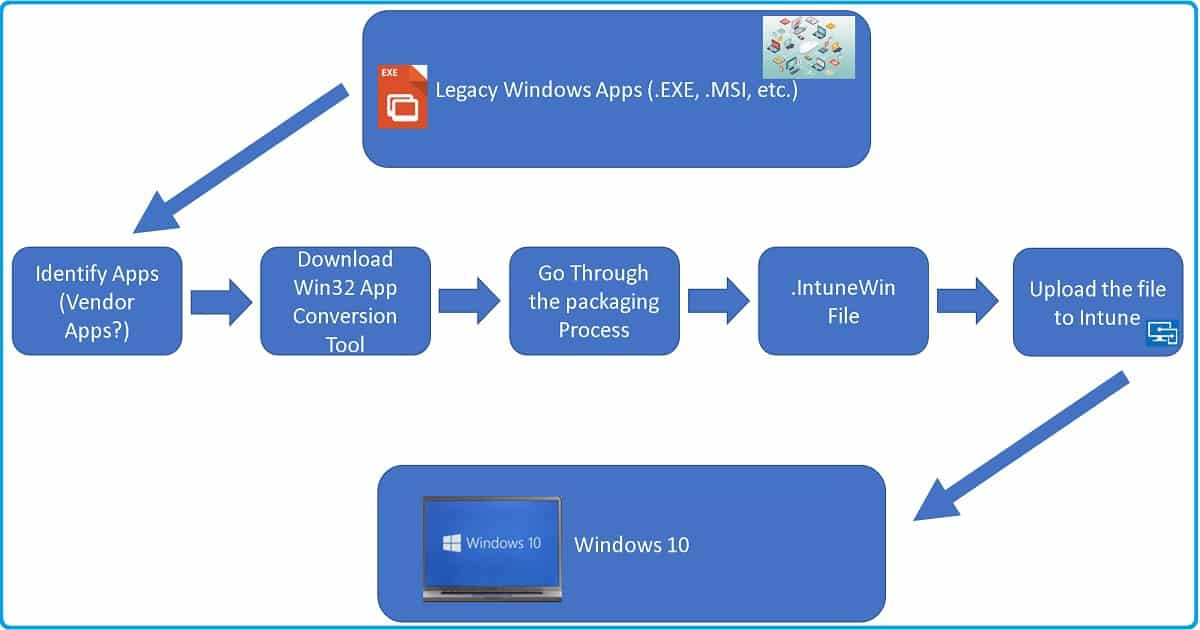 EXE
Legacy Windows Apps (.EXE, .MSI, etc.)
Identify Apps
(Vendor
Apps?)
Download
Win32 App
Conversion
Tool
Go Through
the packaging
Process
.IntuneWin
File
Upload the file
to Intune
Windows 10
Windows 10